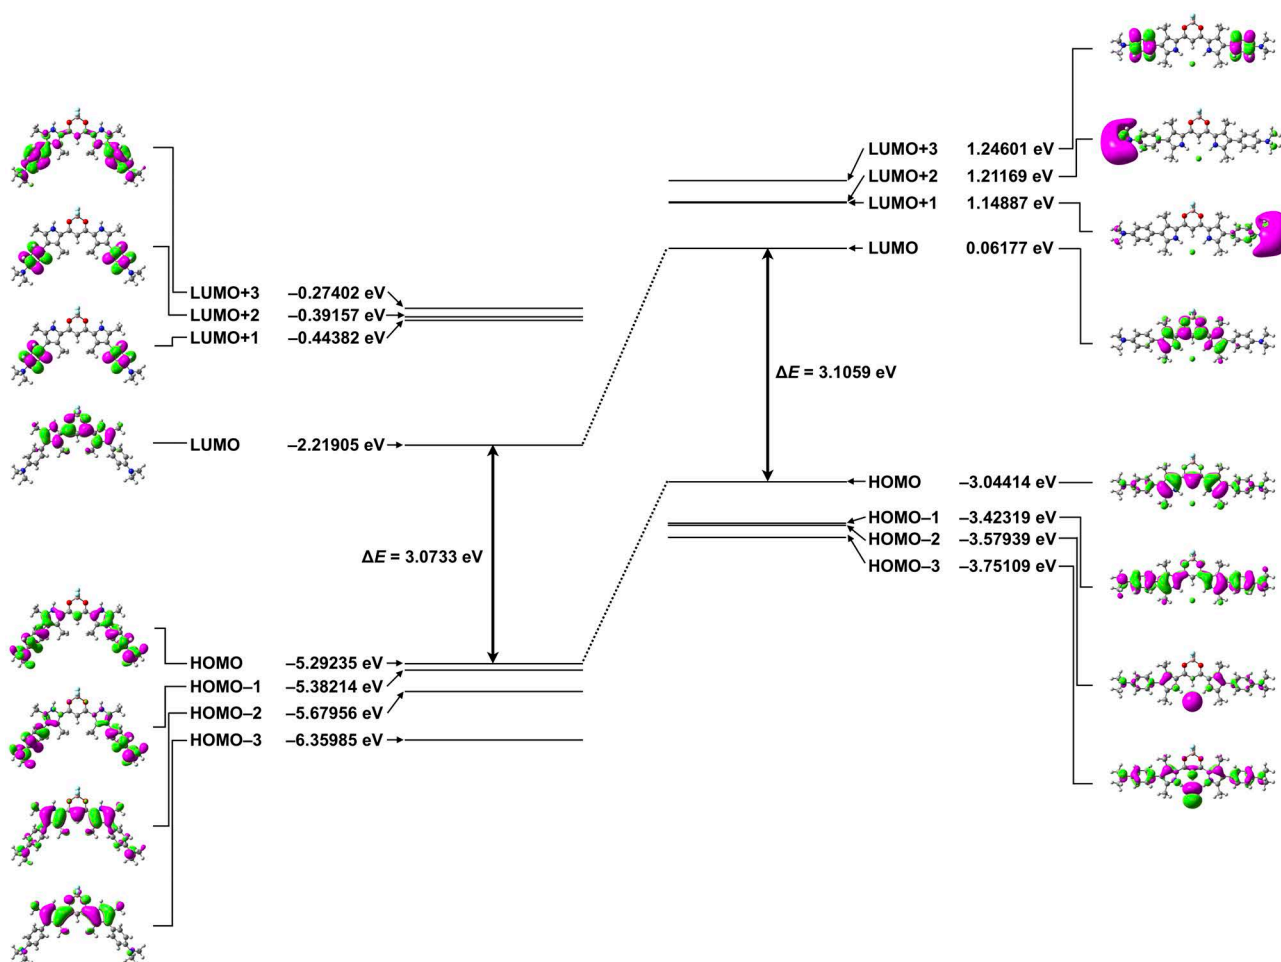 LUMO+3 –0.27402 eV
LUMO+2 –0.39157 eV
LUMO+1 –0.44382 eV
LUMO –2.21905 eV
ΔE = 3.0733 eV
HOMO –5.29235 eV
HOMO–1 –5.38214 eV
HOMO–2 –5.67956 eV
HOMO–3 –6.35985 eV
LUMO+3 1.24601 eV
LUMO+2 1.21169 eV
LUMO+1 1.14887 eV
LUMO 0.06177 eV
ΔE = 3.1059 eV
HOMO –3.04414 eV
HOMO–1 –3.42319 eV
HOMO–2 –3.57939 eV
HOMO–3 –3.75109 eV